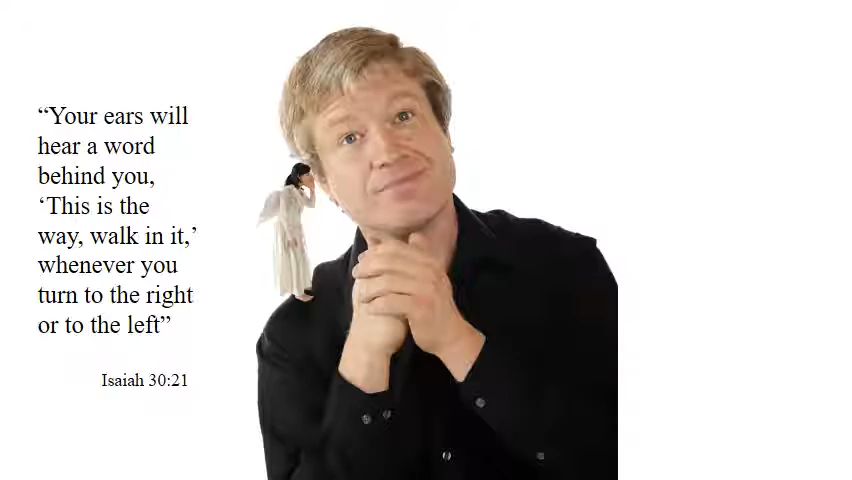 “Your ears will
hear a word
behind you,
‘This is the
way, walk in it,’
whenever you
turn to the right
or to the left”
Isaiah 30:21